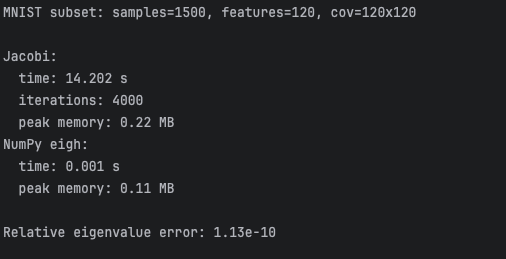 MNIST subset: samples=1500, features=120, cov=120x120
Jacobi:
time: 14.202 s
iterations: 4000
peak memory: 0.22 MB
NumPy eigh:
time: 0.001 s
peak memory: 0.11 MB
Relative eigenvalue error: 1.13e-10